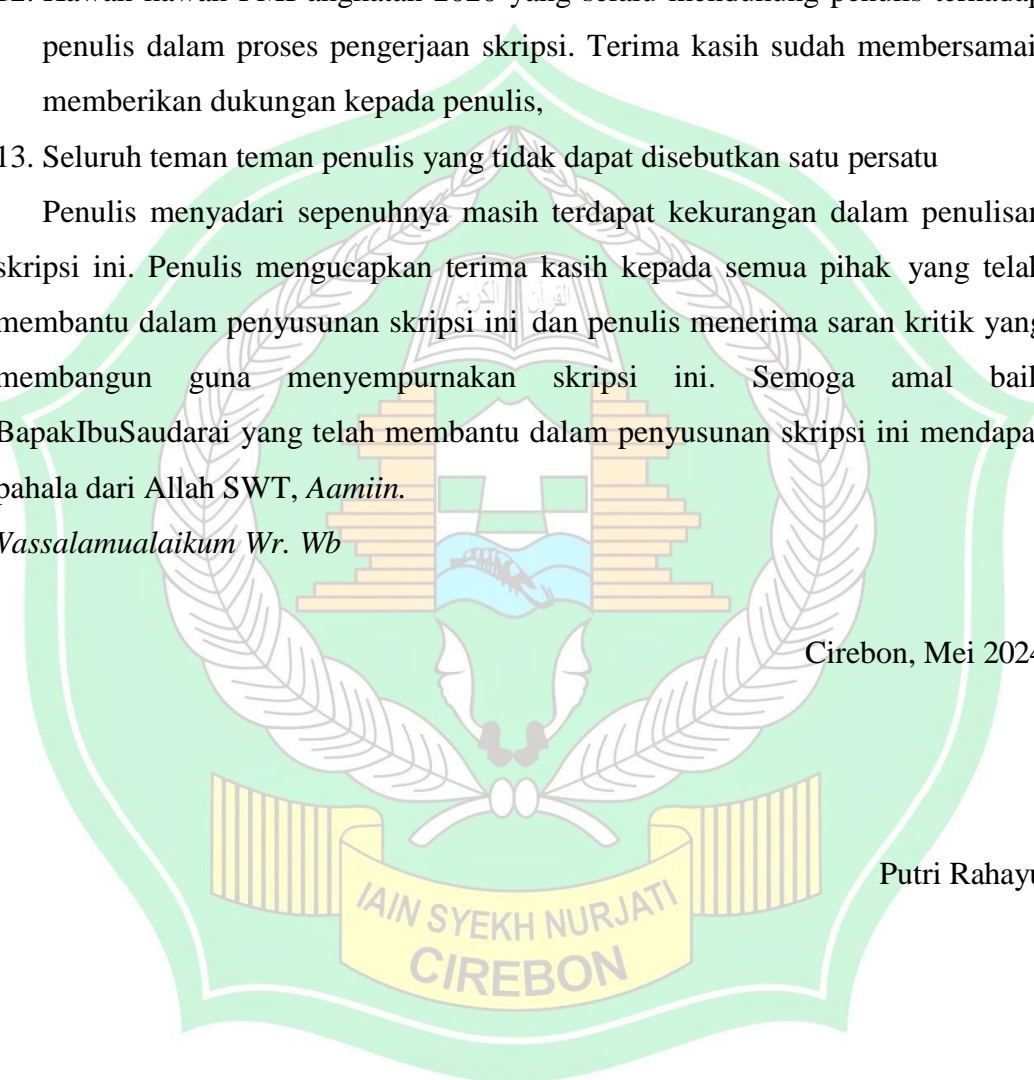 penulis dalam proses pengerjaan skripsi. Terima kasih sudah membersamai
memberikan dukungan kepada penulis,
13. Seluruh teman teman penulis yang tidak dapat disebutkan satu persatu
Penulis menyadari sepenuhnya masih terdapat kekurangan dalam penulisan
skripsi ini. Penulis mengucapkan terima kasih kepada semua pihak yang telah
membantu dalam penyusunan skripsi ini dan penulis menerima saran kritik yang
membangun guna menyempurnakan skripsi ini. Semoga amal baik
BapakIbuSaudarai yang telah membantu dalam penyusunan skripsi ini mendapat
pahala dari Allah SWT, Aamiin.
Wassalamualaikum Wr. Wb
Cirebon, Mei 2024
Putri Rahayu
القرآن الكريم
IAIN SYEKH NURJATI
CIREBON